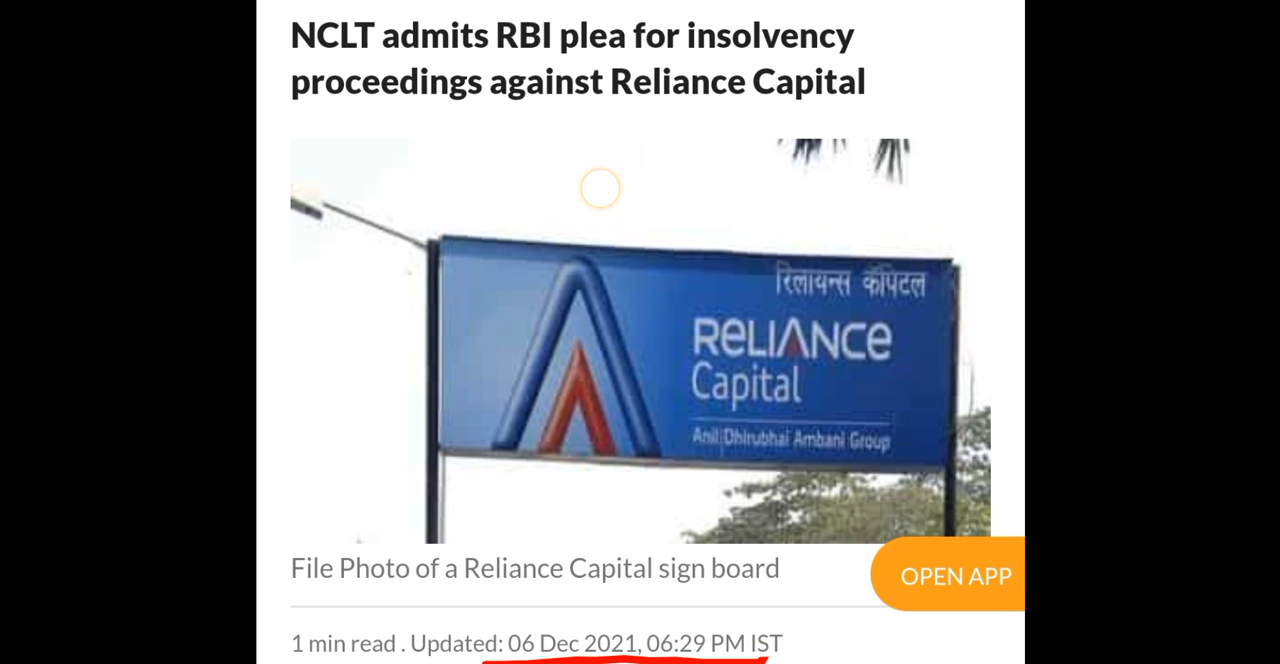 NCLT admits RBI plea for insolvency
proceedings against Reliance Capital
रिलायन्स कॅपिटल
RELIANCE
Capital
Anil Dhirubhai Ambani Group
File Photo of a Reliance Capital sign board
OPEN APP
1 min read . Updated: 06 Dec 2021, 06:29 PM IST